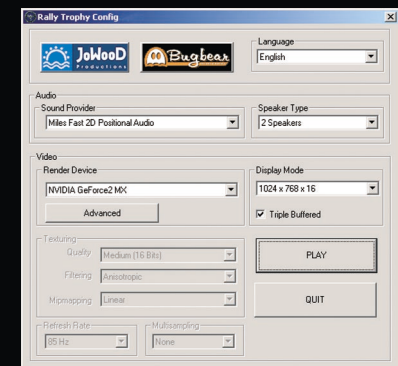 Rally Trophy Config
JoWooD
Productions
Bugbear
Language
English
Audio
Sound Provider
Miles Fast 2D Positional Audio
Speaker Type
2 Speakers
Video
Render Device
NVIDIA GeForce2 MX
Advanced
Display Mode
1024 x 768 x 16
Triple Buffered
Texturing
Quality
Medium (16 Bits)
Filtering
Anisotropic
Mipmapping
Linear
PLAY
QUIT
Refresh Rate
85 Hz
Multisampling
None